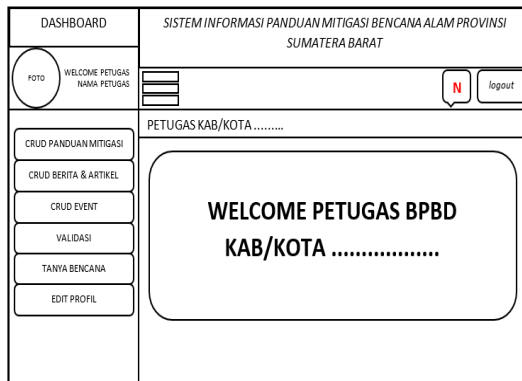 DASHBOARD
SISTEM INFORMASI PANDUAN MITIGASI BENCANA ALAM PROVINSI
SUMATERA BARAT
FOTO
WELCOME PETUGAS
NAMA PETUGAS
N
logout
PETUGAS KAB/KOTA .........
CRUD PANDUAN MITIGASI
CRUD BERITA & ARTIKEL
CRUD EVENT
VALIDASI
TANYA BENCANA
EDIT PROFIL
WELCOME PETUGAS BPBD
KAB/KOTA ..................